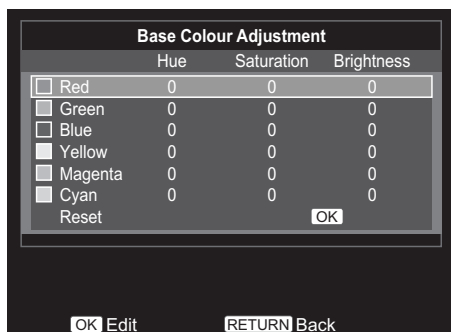 Base Colour Adjustment
Hue Saturation Brightness
Red 0 0 0
Green 0 0 0
Blue 0 0 0
Yellow 0 0 0
Magenta 0 0 0
Cyan 0 0 0
Reset OK
OK Edit RETURN Back